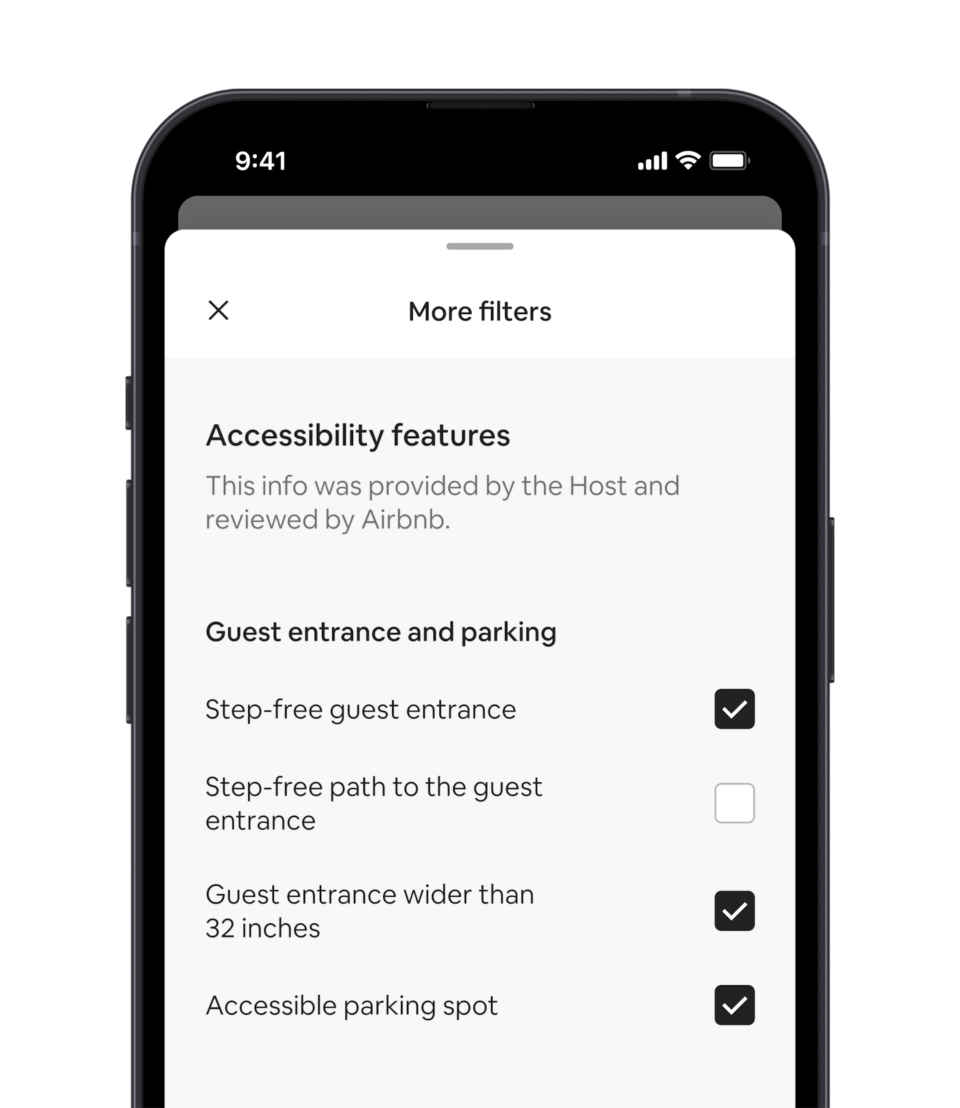 9:41
More filters
Accessibility features
This info was provided by the Host and
reviewed by Airbnb.
Guest entrance and parking
Step-free guest entrance
Step-free path to the guest
entrance
Guest entrance wider than
32 inches
Accessible parking spot